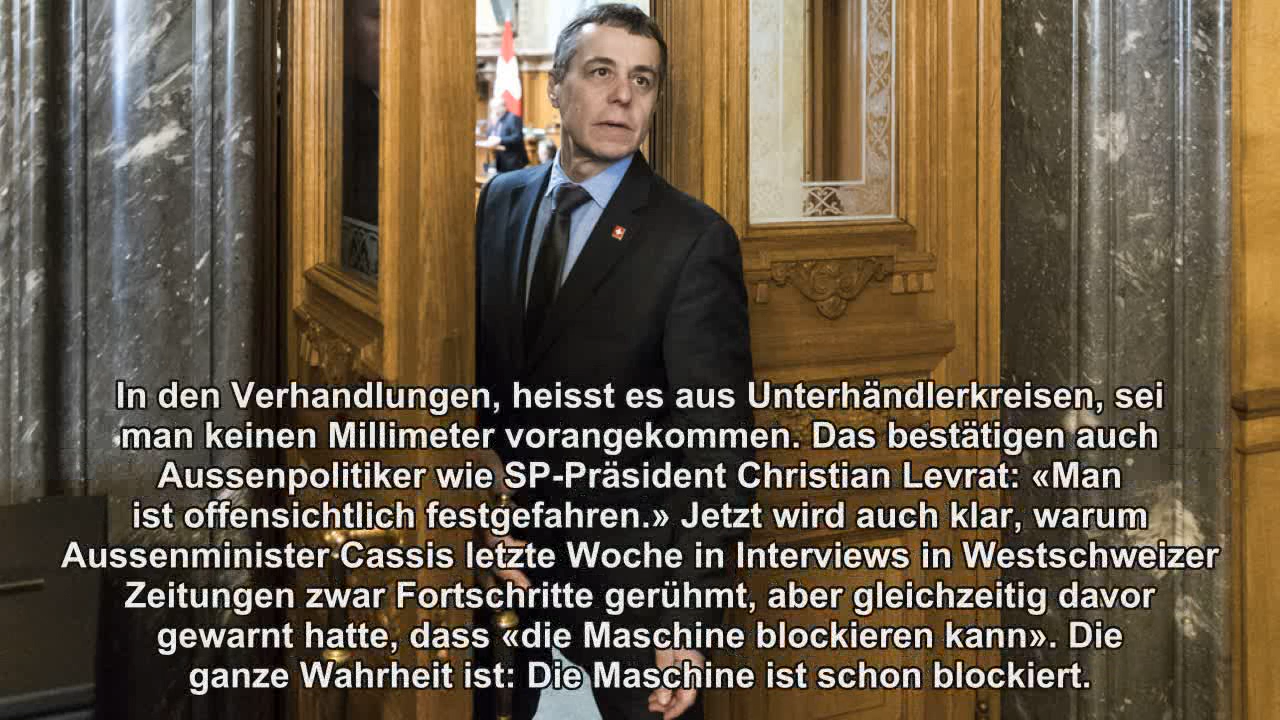 In den Verhandlungen, heisst es aus Unterhändlerkreisen, sei
man keinen Millimeter vorangekommen. Das bestätigen auch
Aussenpolitiker wie SP-Präsident Christian Levrat: «Man
ist offensichtlich festgefahren.» Jetzt wird auch klar, warum
Aussenminister Cassis letzte Woche in Interviews in Westschweizer
Zeitungen zwar Fortschritte gerühmt, aber gleichzeitig davor
gewarnt hatte, dass «die Maschine blockieren kann». Die
ganze Wahrheit ist: Die Maschine ist schon blockiert.